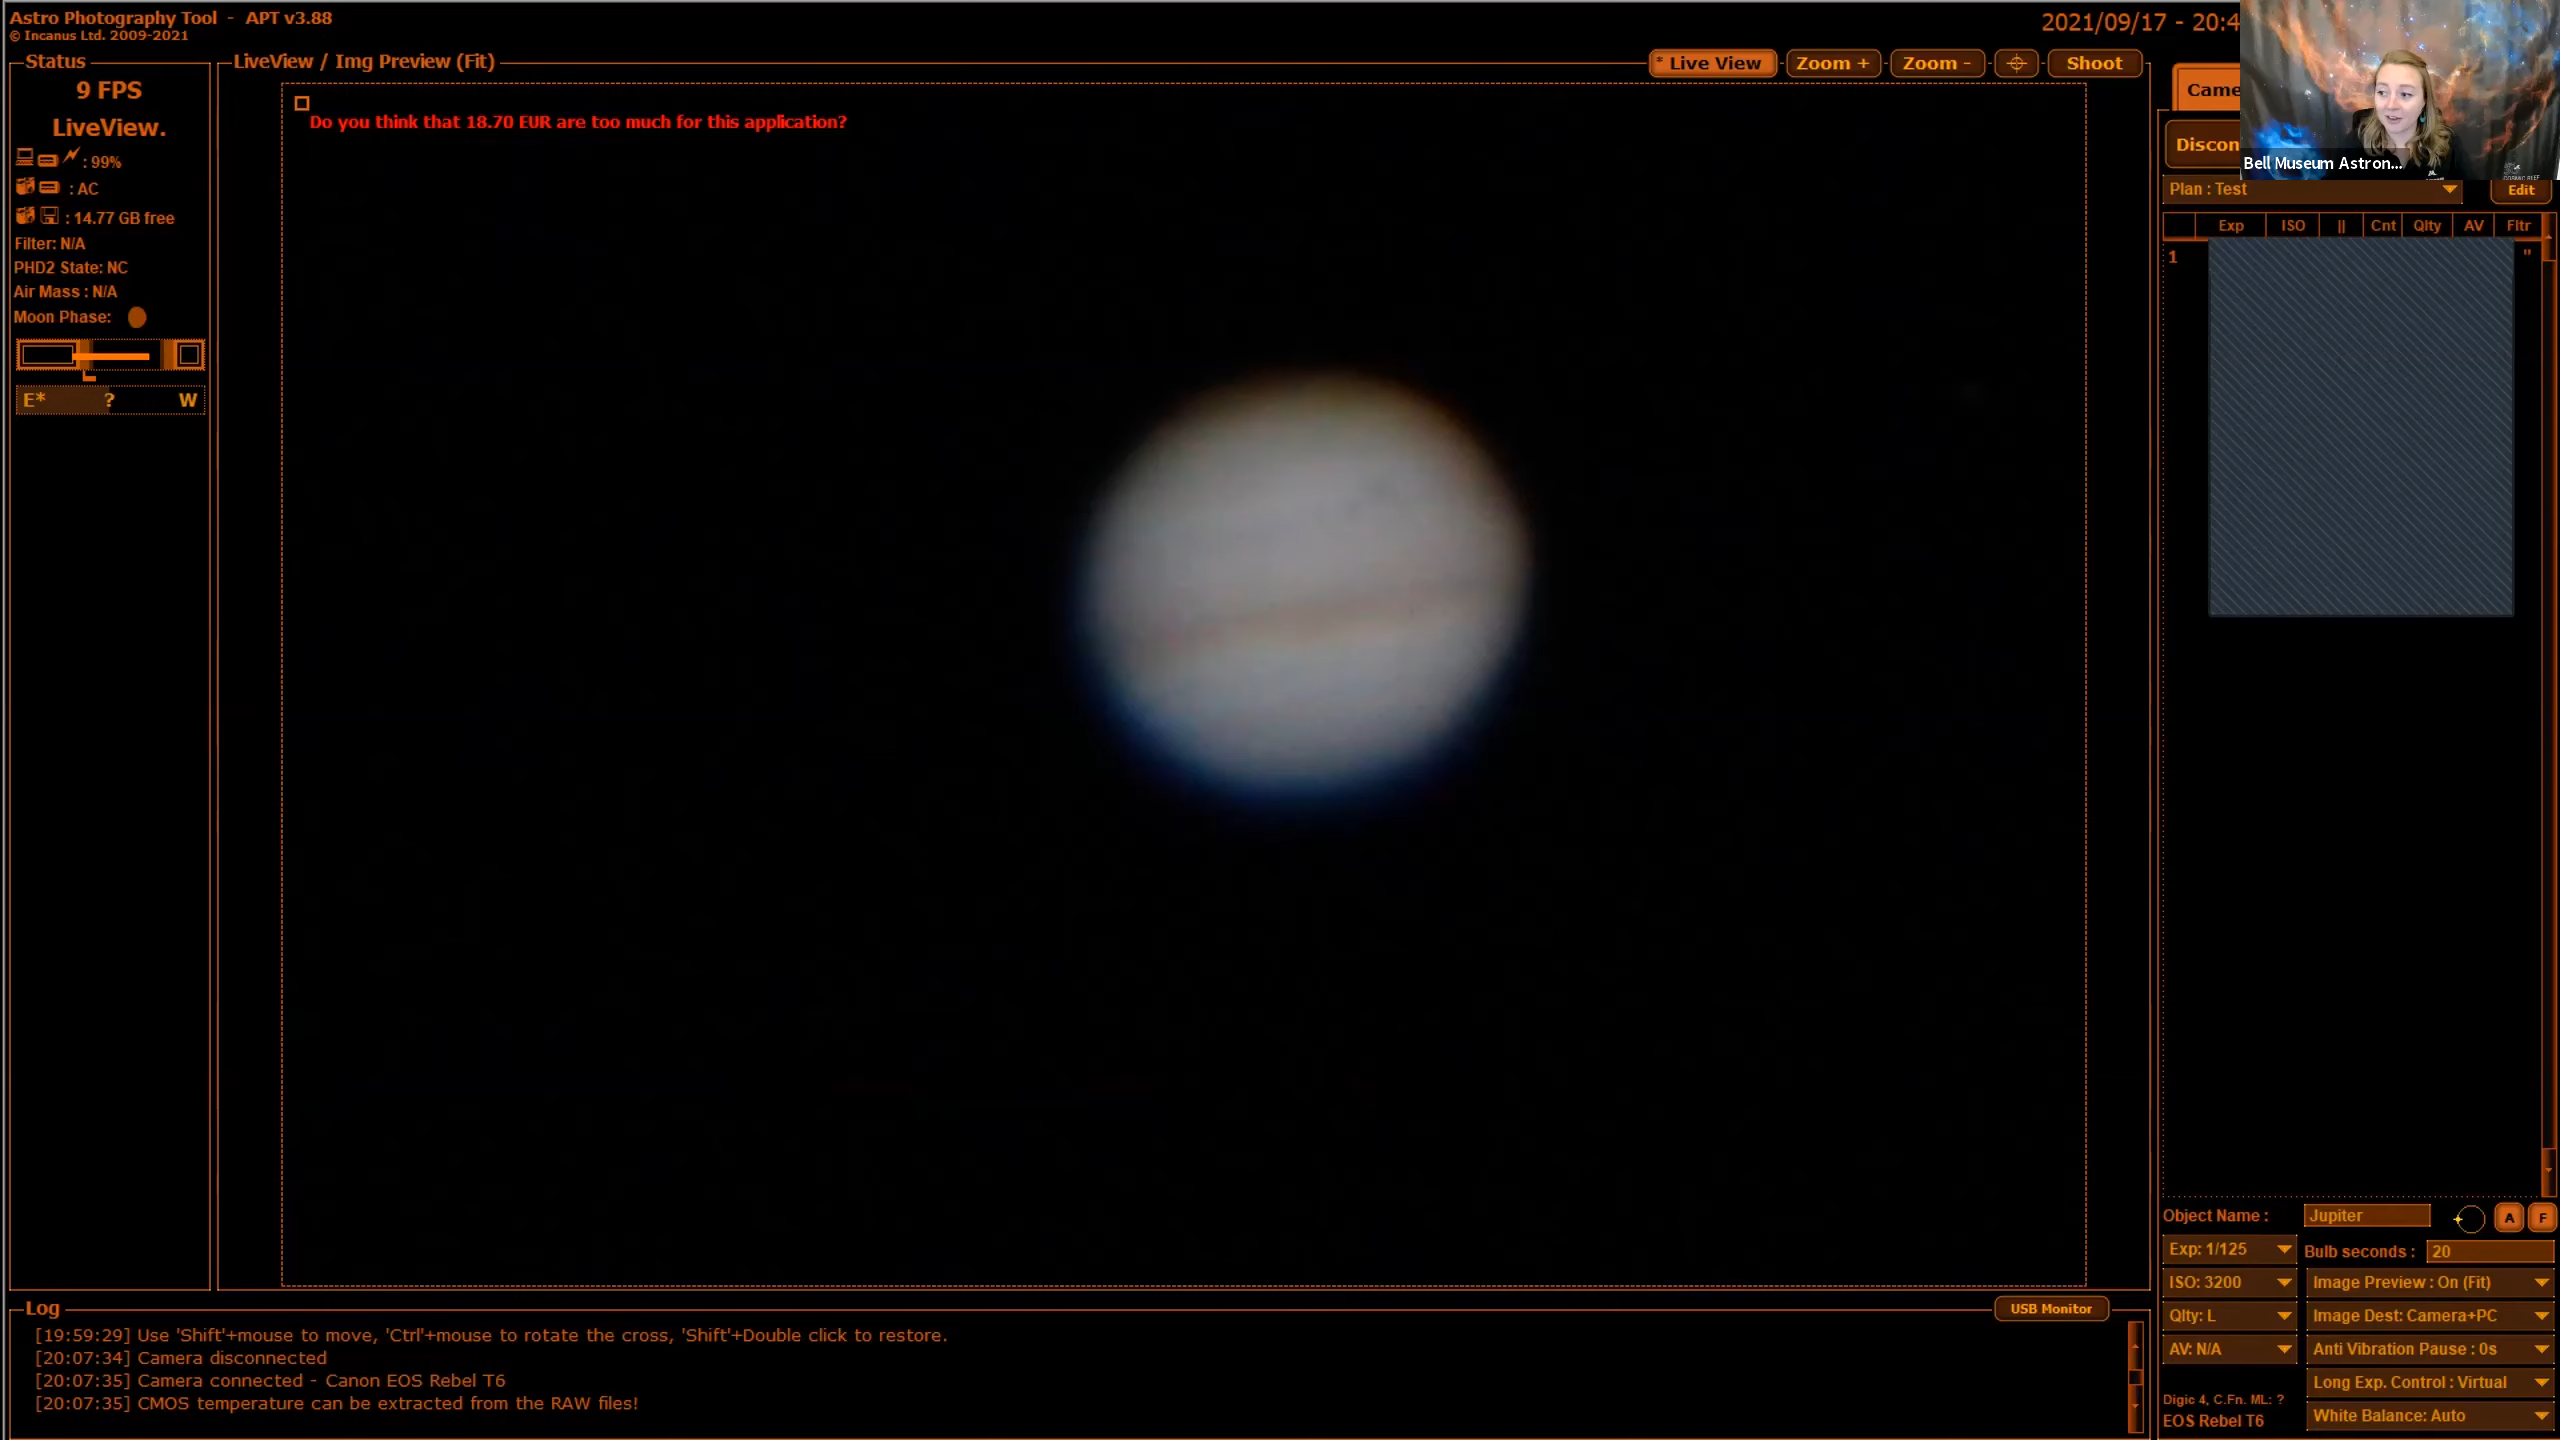 Astro Photography Tool - APT v3.88
© Incanus Ltd. 2009-2021
2021/09/17 - 20:4
Status
9 FPS
LiveView.
: 99%
: AC
: 14.77 GB free
Filter: N/A
PHD2 State: NC
Air Mass : N/A
Moon Phase:
E* ? W
LiveView / Img Preview (Fit)
* Live View Zoom + Zoom - Shoot
Do you think that 18.70 EUR are too much for this application?
Came
Discon
Bell Museum Astron...
Plan : Test Edit
Exp ISO || Cnt Qlty AV Fltr
1 "
Object Name : Jupiter A F
Exp: 1/125 Bulb seconds : 20
ISO: 3200 Image Preview : On (Fit)
Qlty: L Image Dest: Camera+PC
AV: N/A Anti Vibration Pause : 0s
Long Exp. Control : Virtual
Digic 4, C.Fn. ML: ?
EOS Rebel T6 White Balance: Auto
Log USB Monitor
[19:59:29] Use 'Shift'+mouse to move, 'Ctrl'+mouse to rotate the cross, 'Shift'+Double click to restore.
[20:07:34] Camera disconnected
[20:07:35] Camera connected - Canon EOS Rebel T6
[20:07:35] CMOS temperature can be extracted from the RAW files!